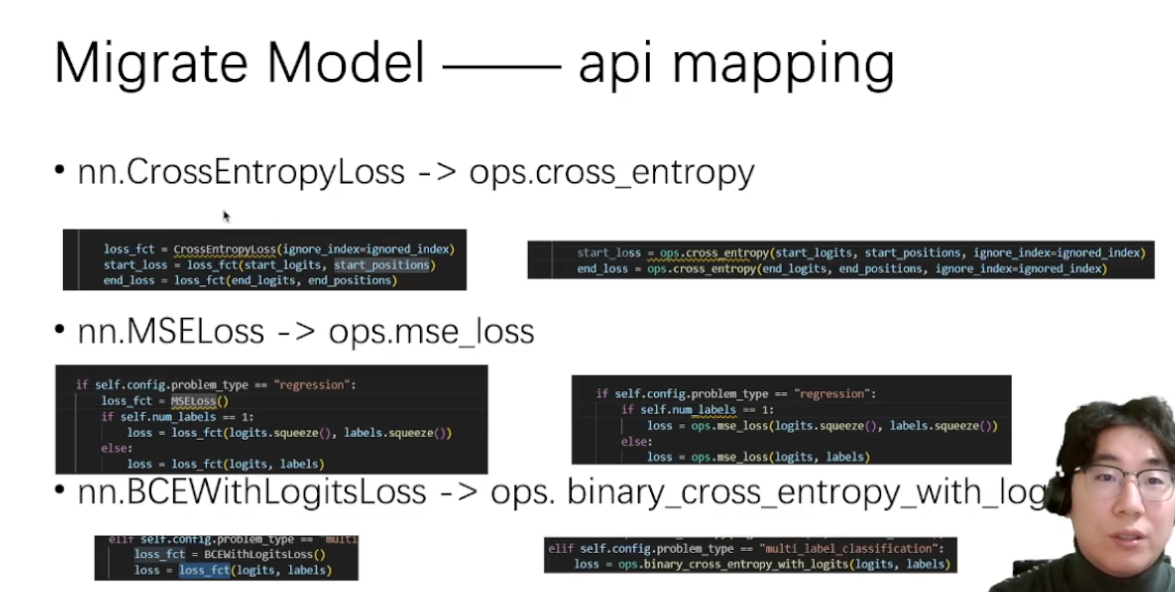 Migrate Model —— api mapping
• nn.CrossEntropyLoss -> ops.cross_entropy
loss_fct = CrossEntropyLoss(ignore_index=ignored_index)
start_loss = loss_fct(start_logits, start_positions)
end_loss = loss_fct(end_logits, end_positions)
start_loss = ops.cross_entropy(start_logits, start_positions, ignore_index=ignored_index)
end_loss = ops.cross_entropy(end_logits, end_positions, ignore_index=ignored_index)
• nn.MSELoss -> ops.mse_loss
if self.config.problem_type == "regression":
loss_fct = MSELoss()
if self.num_labels == 1:
loss = loss_fct(logits.squeeze(), labels.squeeze())
else:
loss = loss_fct(logits, labels)
if self.config.problem_type == "regression":
if self.num_labels == 1:
loss = ops.mse_loss(logits.squeeze(), labels.squeeze())
else:
loss = ops.mse_loss(logits, labels)
• nn.BCEWithLogitsLoss -> ops. binary_cross_entropy_with_log
elif self.config.problem_type == "multi
loss_fct = BCEWithLogitsLoss()
loss = loss_fct(logits, labels)
elif self.config.problem_type == "multi_label_classification":
loss = ops.binary_cross_entropy_with_logits(logits, labels)